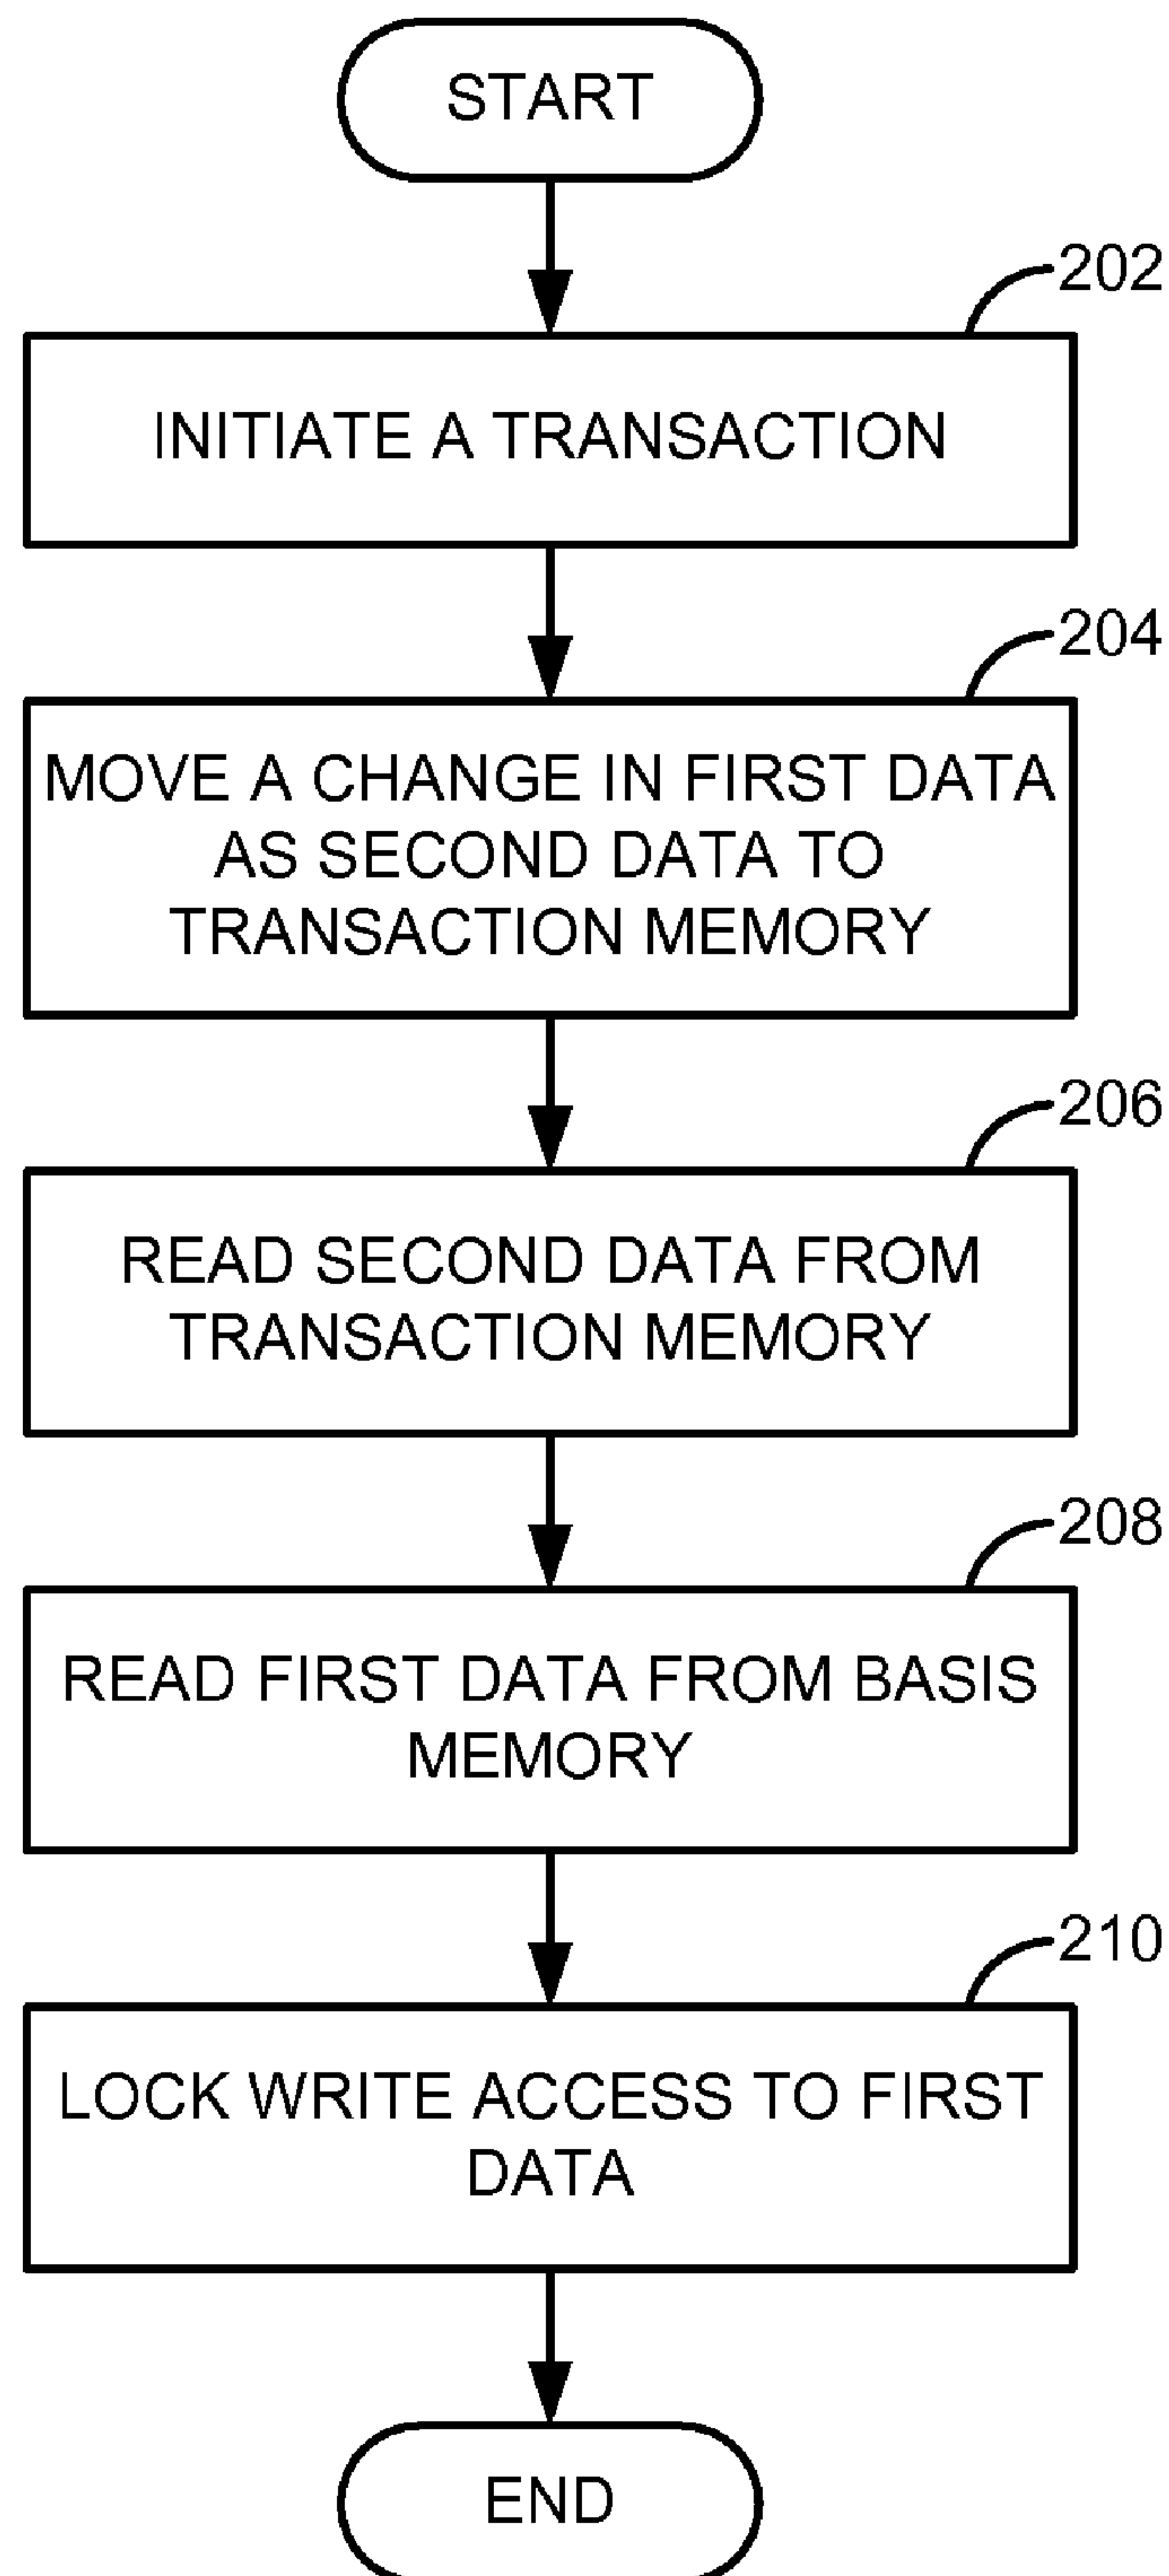 START
202
INITIATE A TRANSACTION
204
MOVE A CHANGE IN FIRST DATA
AS SECOND DATA TO
TRANSACTION MEMORY
206
READ SECOND DATA FROM
TRANSACTION MEMORY
208
READ FIRST DATA FROM BASIS
MEMORY
210
LOCK WRITE ACCESS TO FIRST
DATA
END